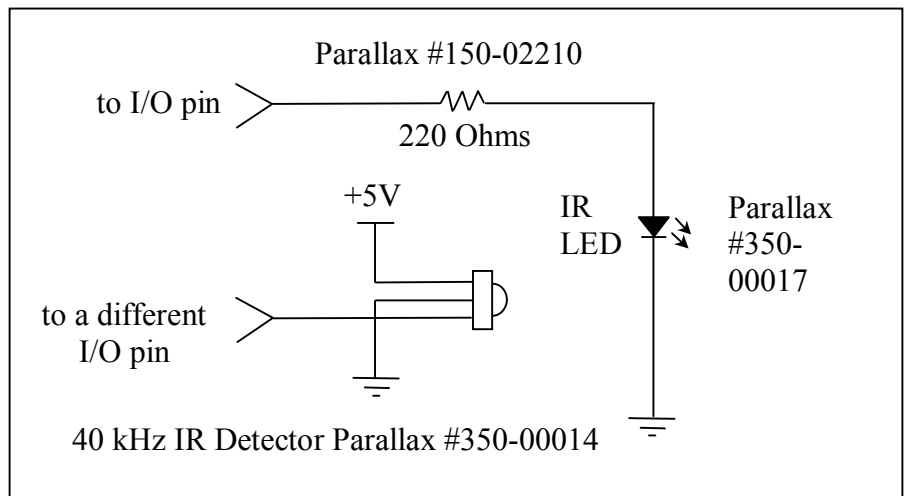 Parallax #150-02210
to I/O pin
220 Ohms
+5V
IR
LED
Parallax
#350-
00017
to a different
I/O pin
40 kHz IR Detector Parallax #350-00014